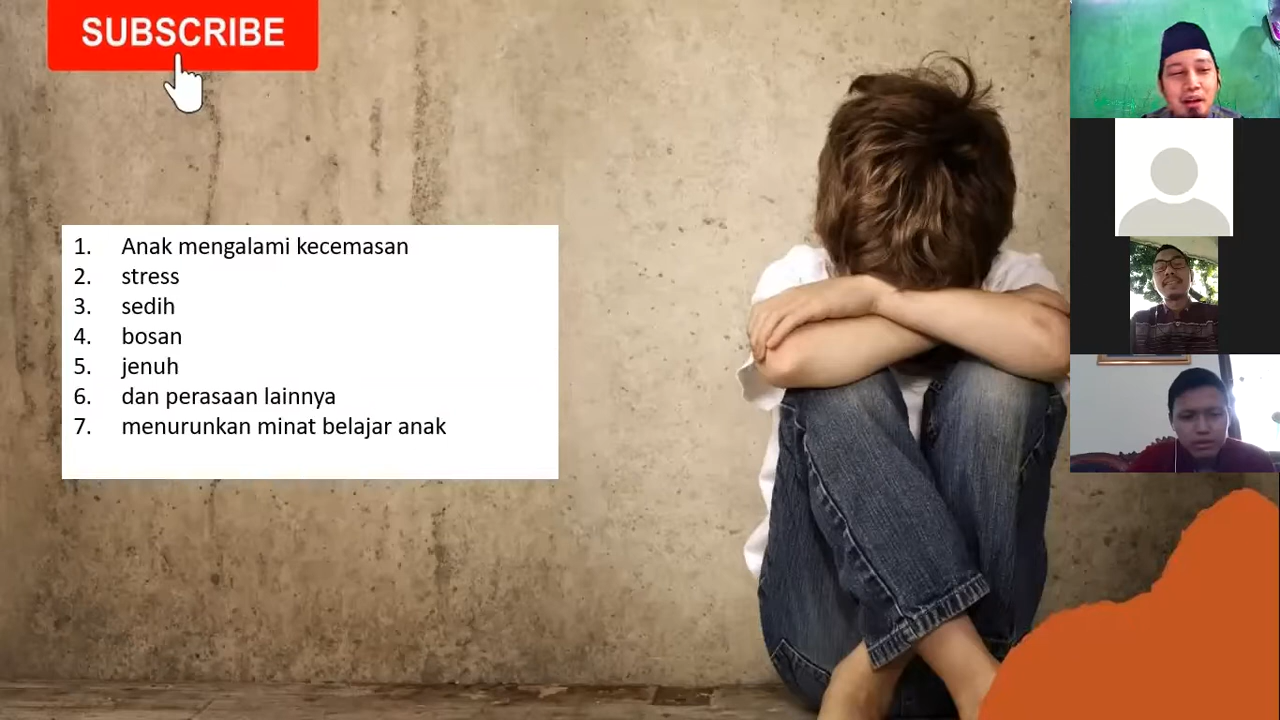 SUBSCRIBE
1. Anak mengalami kecemasan
2. stress
3. sedih
4. bosan
5. jenuh
6. dan perasaan lainnya
7. menurunkan minat belajar anak